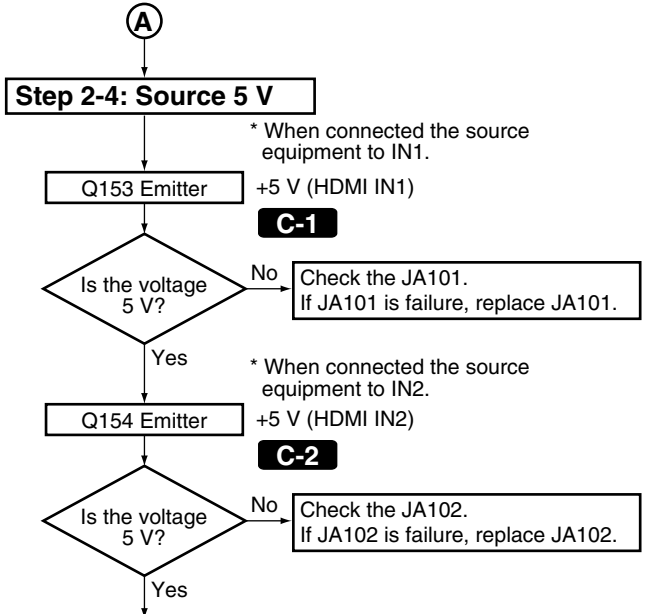 A
Step 2-4: Source 5 V
* When connected the source
equipment to IN1.
Q153 Emitter
+5 V (HDMI IN1)
C-1
Is the voltage
5 V?
No
Check the JA101.
If JA101 is failure, replace JA101.
Yes
* When connected the source
equipment to IN2.
Q154 Emitter
+5 V (HDMI IN2)
C-2
Is the voltage
5 V?
No
Check the JA102.
If JA102 is failure, replace JA102.
Yes